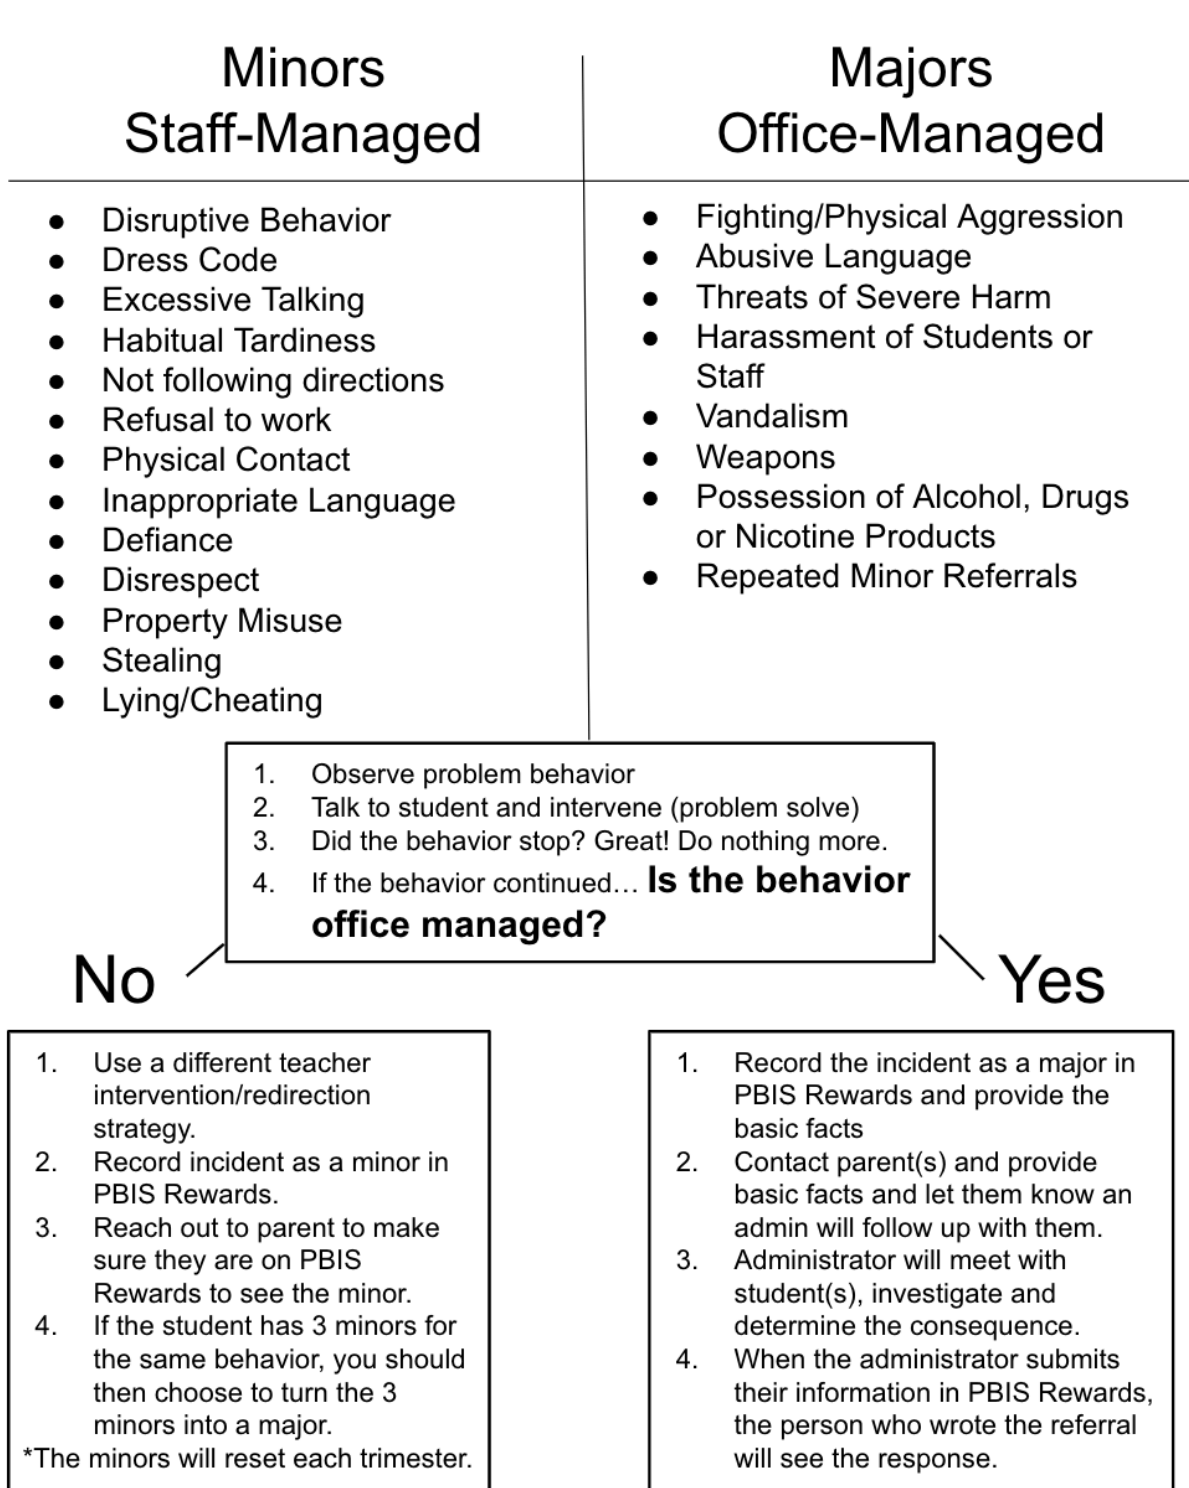 Minors
Staff-Managed
● Disruptive Behavior
● Dress Code
● Excessive Talking
● Habitual Tardiness
● Not following directions
● Refusal to work
● Physical Contact
● Inappropriate Language
● Defiance
● Disrespect
● Property Misuse
● Stealing
● Lying/Cheating
Majors
Office-Managed
● Fighting/Physical Aggression
● Abusive Language
● Threats of Severe Harm
● Harassment of Students or
Staff
● Vandalism
● Weapons
● Possession of Alcohol, Drugs
or Nicotine Products
● Repeated Minor Referrals
1. Observe problem behavior
2. Talk to student and intervene (problem solve)
3. Did the behavior stop? Great! Do nothing more.
4. If the behavior continued… Is the behavior
office managed?
No
1. Use a different teacher
intervention/redirection
strategy.
2. Record incident as a minor in
PBIS Rewards.
3. Reach out to parent to make
sure they are on PBIS
Rewards to see the minor.
4. If the student has 3 minors for
the same behavior, you should
then choose to turn the 3
minors into a major.
*The minors will reset each trimester.
Yes
1. Record the incident as a major in
PBIS Rewards and provide the
basic facts
2. Contact parent(s) and provide
basic facts and let them know an
admin will follow up with them.
3. Administrator will meet with
student(s), investigate and
determine the consequence.
4. When the administrator submits
their information in PBIS Rewards,
the person who wrote the referral
will see the response.